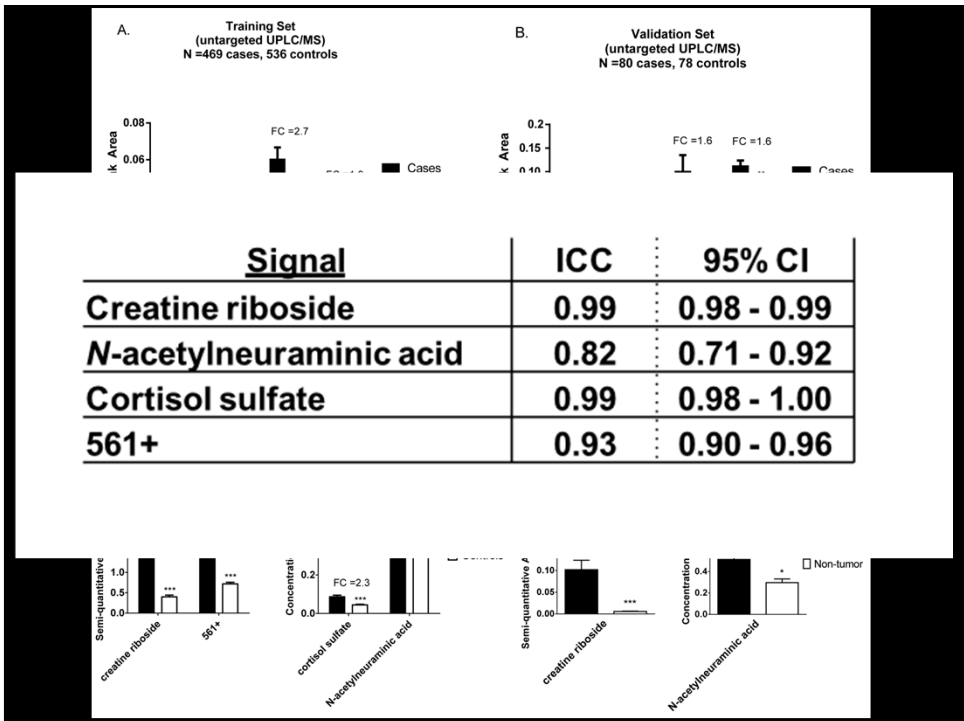 A.
Training Set
(untargeted UPLC/MS)
N =469 cases, 536 controls
B.
Validation Set
(untargeted UPLC/MS)
N =80 cases, 78 controls
0.08
0.06
Area
FC =2.7
Cases
0.2
0.15
0.10
Area
FC =1.6
FC =1.6
Cases
Signal ICC 95% CI
Creatine riboside 0.99 0.98 - 0.99
N-acetylneuraminic acid 0.82 0.71 - 0.92
Cortisol sulfate 0.99 0.98 - 1.00
561+ 0.93 0.90 - 0.96
Semi-quantitative
1.0
0.5
0.0
***
***
creatine riboside
561+
Concentration
0.2
0.0
FC =2.3
***
cortisol sulfate
N-acetylneuraminic acid
Semi-quantitative A
0.10
0.05
0.00
***
creatine riboside
Concentration
0.4
0.2
0.0
*
Non-tumor
N-acetylneuraminic acid